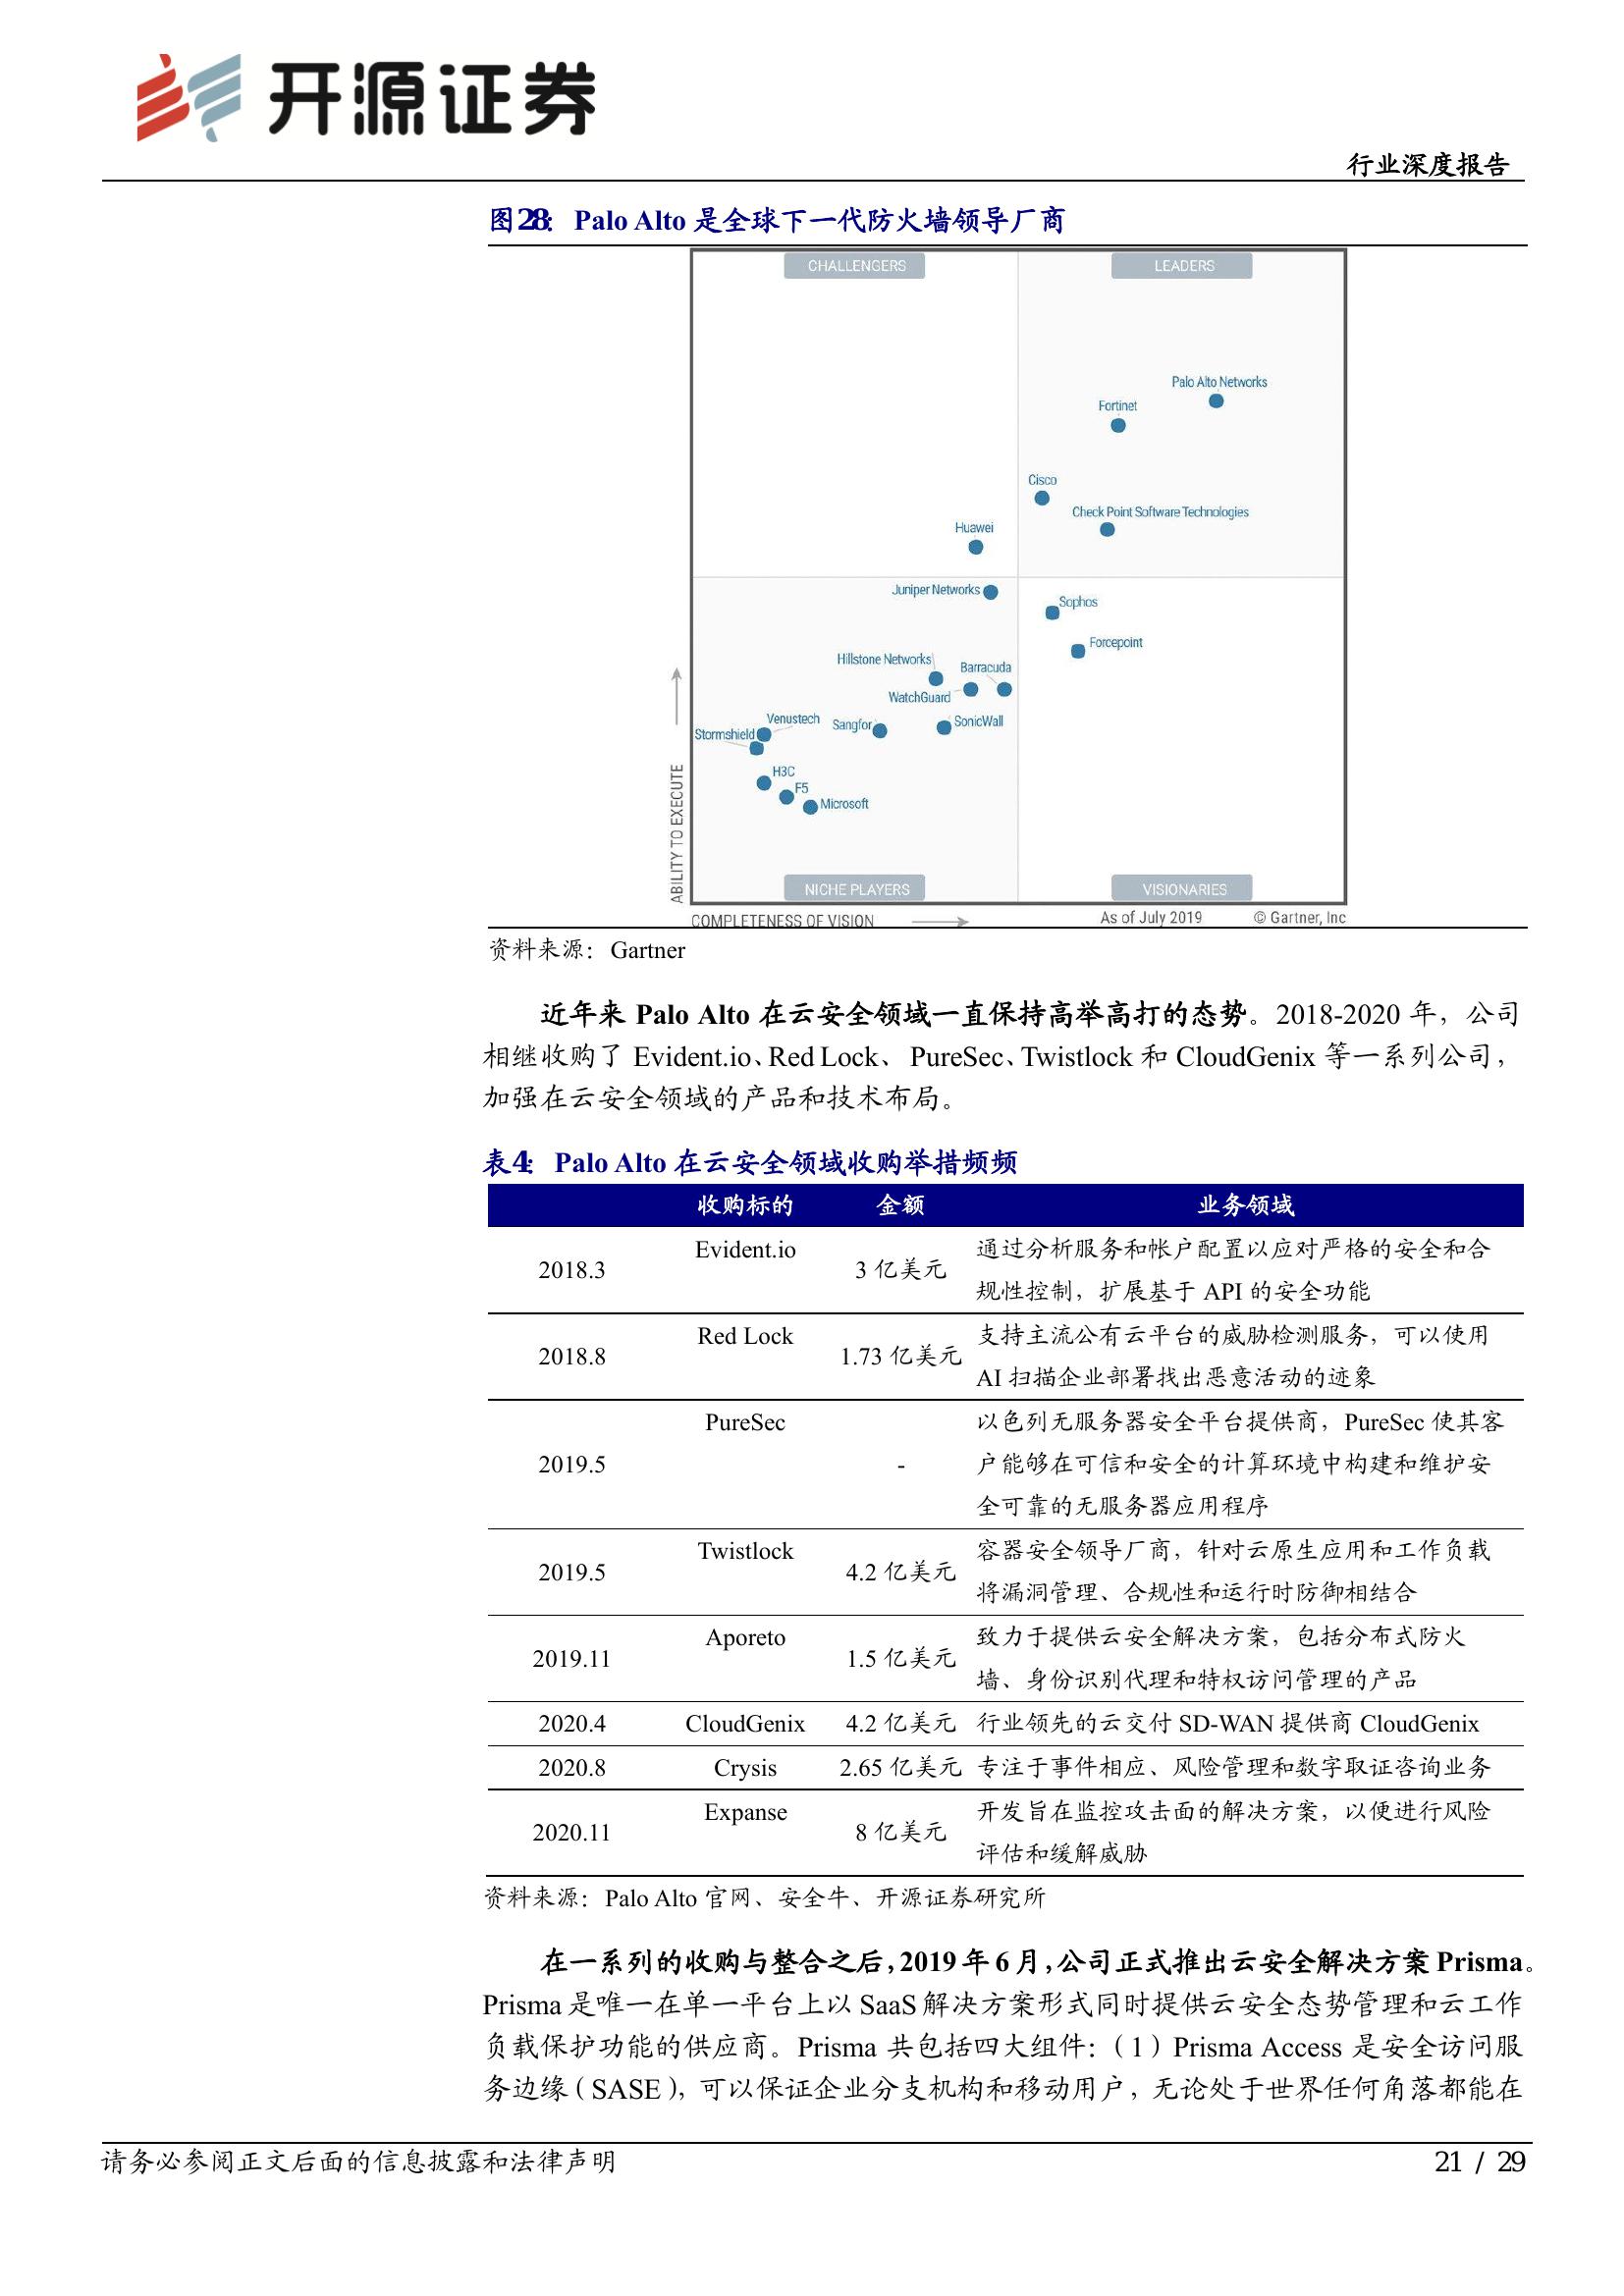 开源证券
行业深度报告
图28： Palo Alto 是全球下一代防火墙领导厂商
CHALLENGERS
LEADERS
Palo Alto Networks
Fortinet
Cisco
Check Point Software Technologies
Huawei
Juniper Networks
Sophos
Forcepoint
Hillstone Networks
Barracuda
WatchGuard
Venustech
Sangfor
SonicWall
Stormshield
H3C
F5
Microsoft
ABILITY TO EXECUTE
NICHE PLAYERS
VISIONARIES
COMPLETENESS OF VISION
As of July 2019
© Gartner, Inc
资料来源：Gartner
近年来 Palo Alto 在云安全领域一直保持高举高打的态势。2018-2020 年，公司
相继收购了 Evident.io、Red Lock、 PureSec、Twistlock 和 CloudGenix 等一系列公司，
加强在云安全领域的产品和技术布局。
表4： Palo Alto 在云安全领域收购举措频频
收购标的 金额 业务领域
2018.3 Evident.io 3 亿美元 通过分析服务和帐户配置以应对严格的安全和合
规性控制，扩展基于 API 的安全功能
2018.8 Red Lock 1.73 亿美元 支持主流公有云平台的威胁检测服务，可以使用
AI 扫描企业部署找出恶意活动的迹象
2019.5 PureSec - 以色列无服务器安全平台提供商，PureSec 使其客
户能够在可信和安全的计算环境中构建和维护安
全可靠的无服务器应用程序
2019.5 Twistlock 4.2 亿美元 容器安全领导厂商，针对云原生应用和工作负载
将漏洞管理、合规性和运行时防御相结合
2019.11 Aporeto 1.5 亿美元 致力于提供云安全解决方案，包括分布式防火
墙、身份识别代理和特权访问管理的产品
2020.4 CloudGenix 4.2 亿美元 行业领先的云交付 SD-WAN 提供商 CloudGenix
2020.8 Crysis 2.65 亿美元 专注于事件相应、风险管理和数字取证咨询业务
2020.11 Expanse 8 亿美元 开发旨在监控攻击面的解决方案，以便进行风险
评估和缓解威胁
资料来源：Palo Alto 官网、安全牛、开源证券研究所
在一系列的收购与整合之后，2019 年 6 月，公司正式推出云安全解决方案 Prisma。
Prisma 是唯一在单一平台上以 SaaS 解决方案形式同时提供云安全态势管理和云工作
负载保护功能的供应商。Prisma 共包括四大组件：（1）Prisma Access 是安全访问服
务边缘（SASE），可以保证企业分支机构和移动用户，无论处于世界任何角落都能在
请务必参阅正文后面的信息披露和法律声明
21 / 29